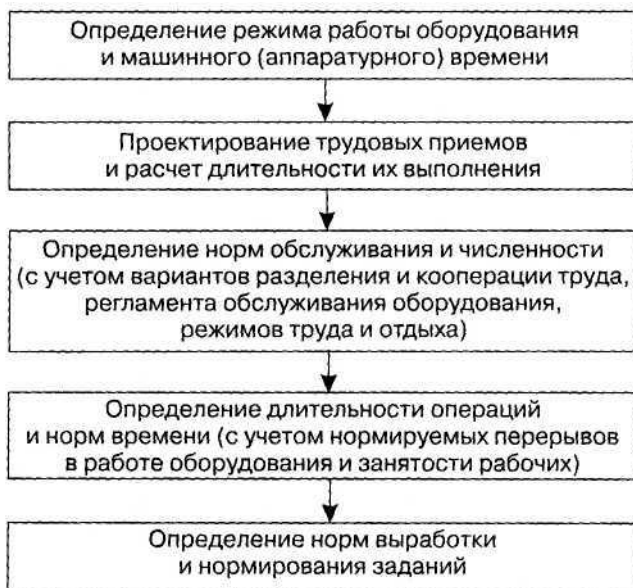 Определение режима работы оборудования
и машинного (аппаратурного) времени
Проектирование трудовых приемов
и расчет длительности их выполнения
Определение норм обслуживания и численности
(с учетом вариантов разделения и кооперации труда,
регламента обслуживания оборудования,
режимов труда и отдыха)
Определение длительности операций
и норм времени (с учетом нормируемых перерывов
в работе оборудования и занятости рабочих)
Определение норм выработки
и нормирования заданий